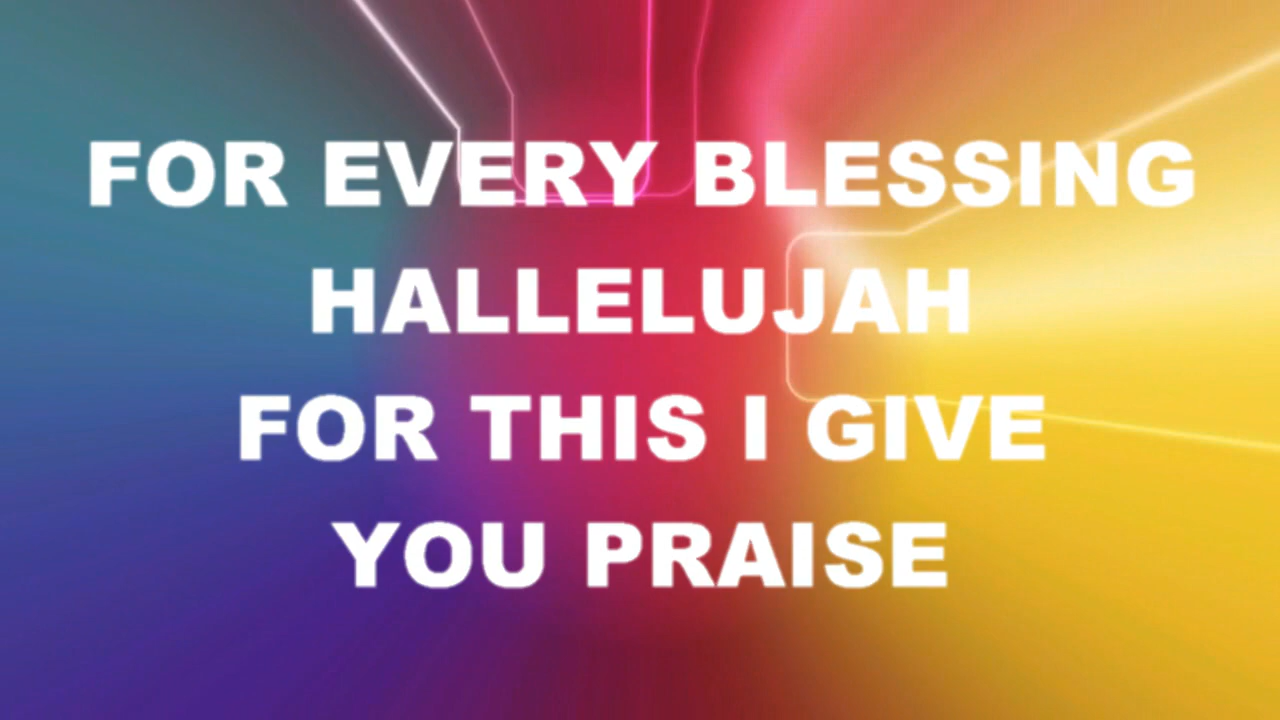 FOR EVERY BLESSING
HALLELUJAH
FOR THIS I GIVE
YOU PRAISE